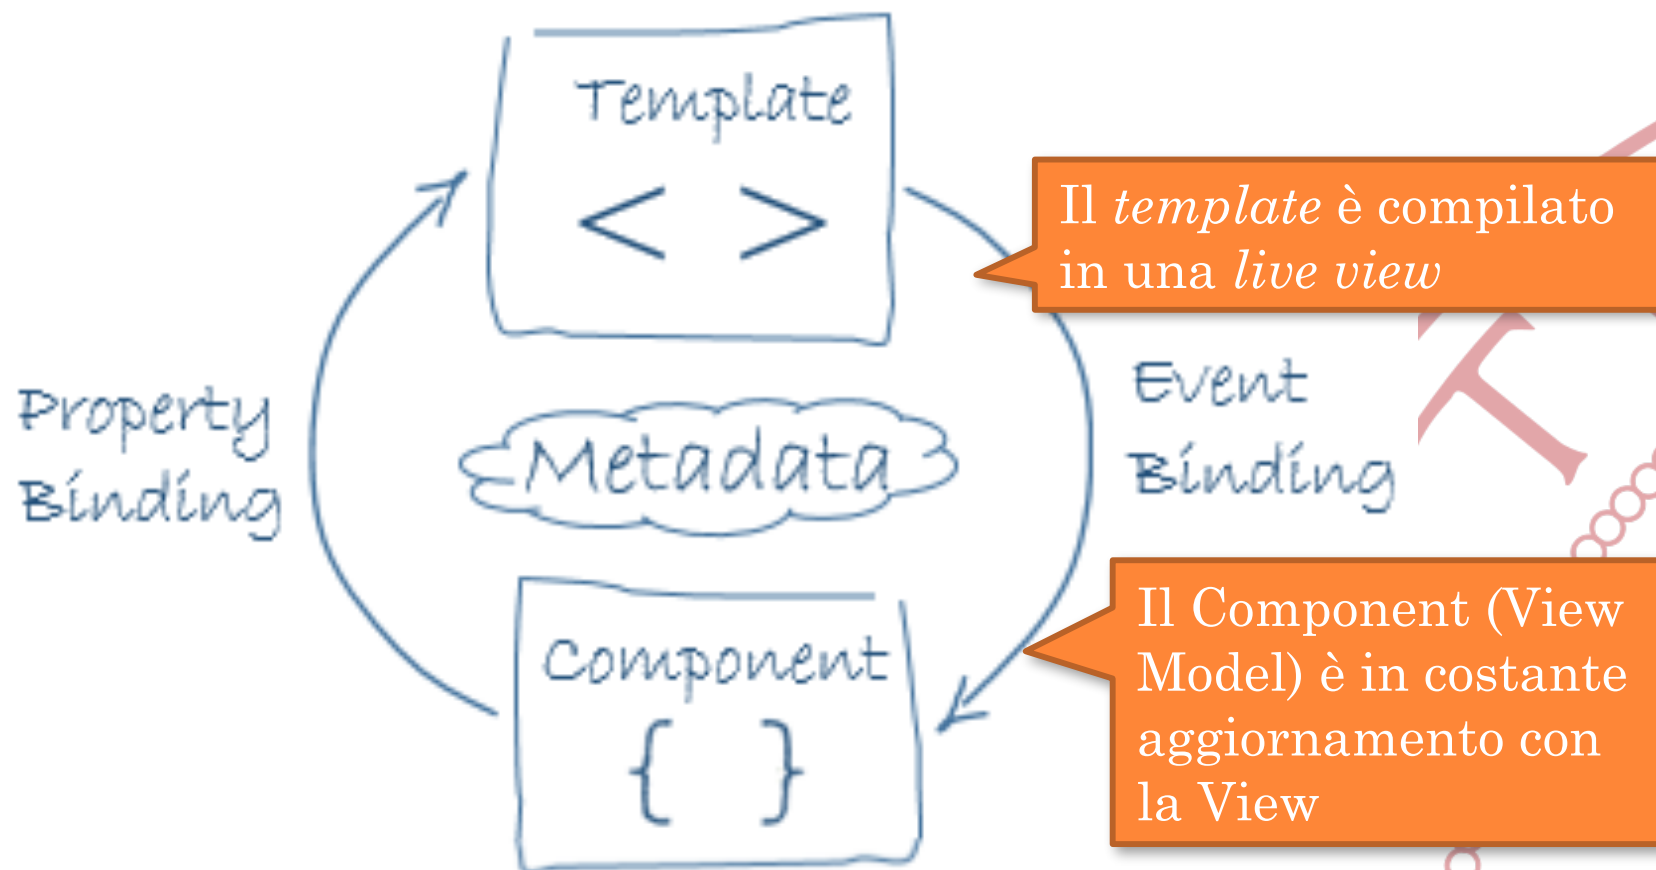 Template
< >
Il template è compilato
in una live view
Property
Binding
Metadata
Event
Binding
Component
{ }
Il Component (View
Model) è in costante
aggiornamento con
la View